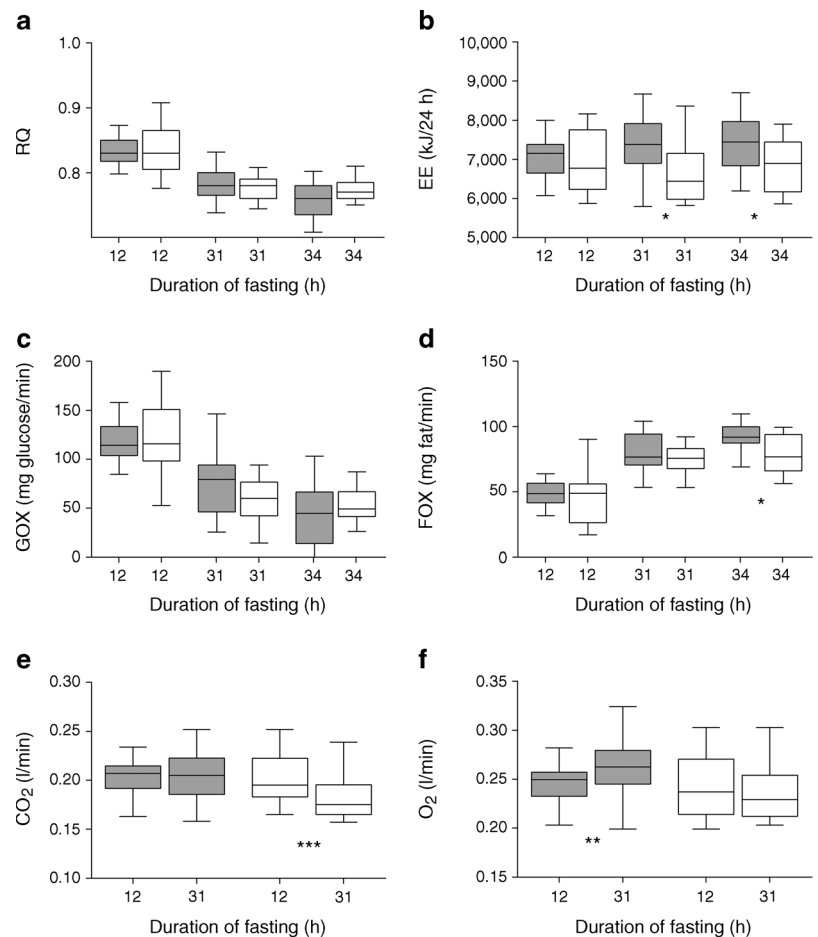 a
1.0
0.9
0.8
RQ
12 12 31 31 34 34
Duration of fasting (h)
b
10,000
9,000
8,000
7,000
6,000
5,000
EE (kJ/24 h)
* *
12 12 31 31 34 34
Duration of fasting (h)
c
200
150
100
50
0
GOX (mg glucose/min)
12 12 31 31 34 34
Duration of fasting (h)
d
150
100
50
0
FOX (mg fat/min)
*
12 12 31 31 34 34
Duration of fasting (h)
e
0.30
0.25
0.20
0.15
0.10
CO₂ (l/min)
***
12 31 12 31
Duration of fasting (h)
f
0.35
0.30
0.25
0.20
0.15
O₂ (l/min)
**
12 31 12 31
Duration of fasting (h)